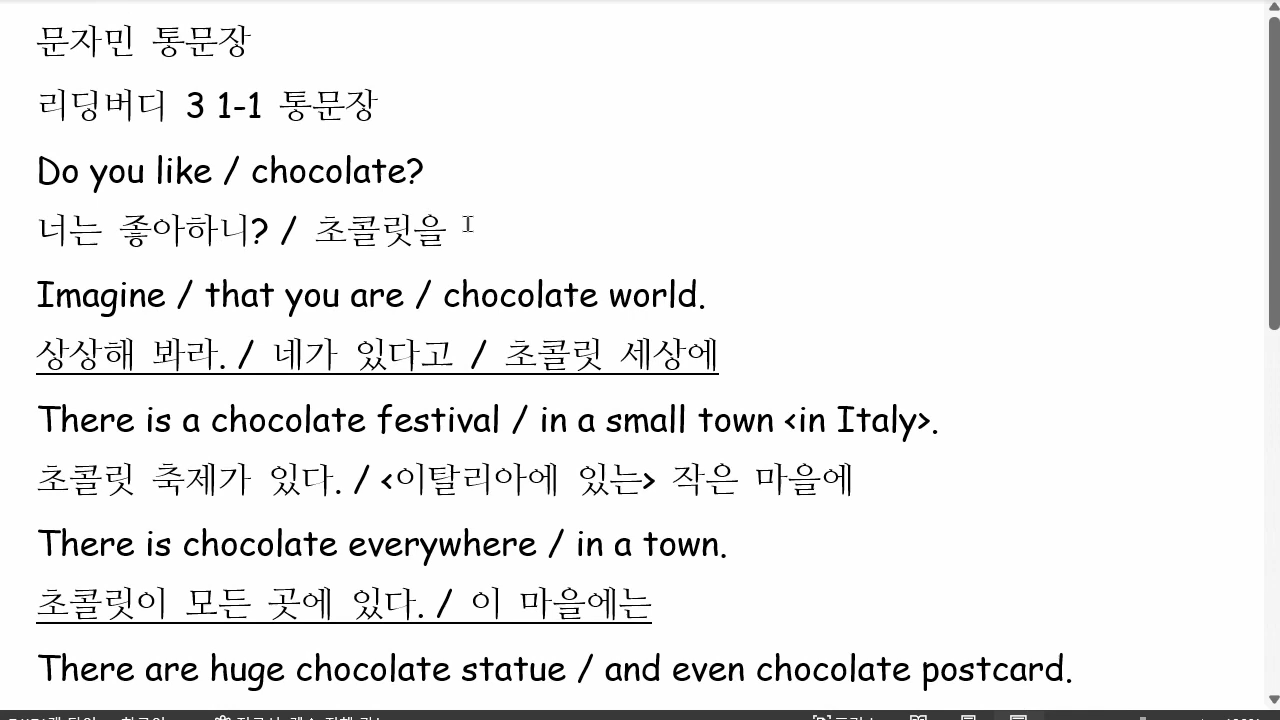 문자민 통문장
리딩버디 3 1-1 통문장
Do you like / chocolate?
너는 좋아하니? / 초콜릿을
Imagine / that you are / chocolate world.
상상해 봐라. / 네가 있다고 / 초콜릿 세상에
There is a chocolate festival / in a small town <in Italy>.
초콜릿 축제가 있다. / <이탈리아에 있는> 작은 마을에
There is chocolate everywhere / in a town.
초콜릿이 모든 곳에 있다. / 이 마을에는
There are huge chocolate statue / and even chocolate postcard.